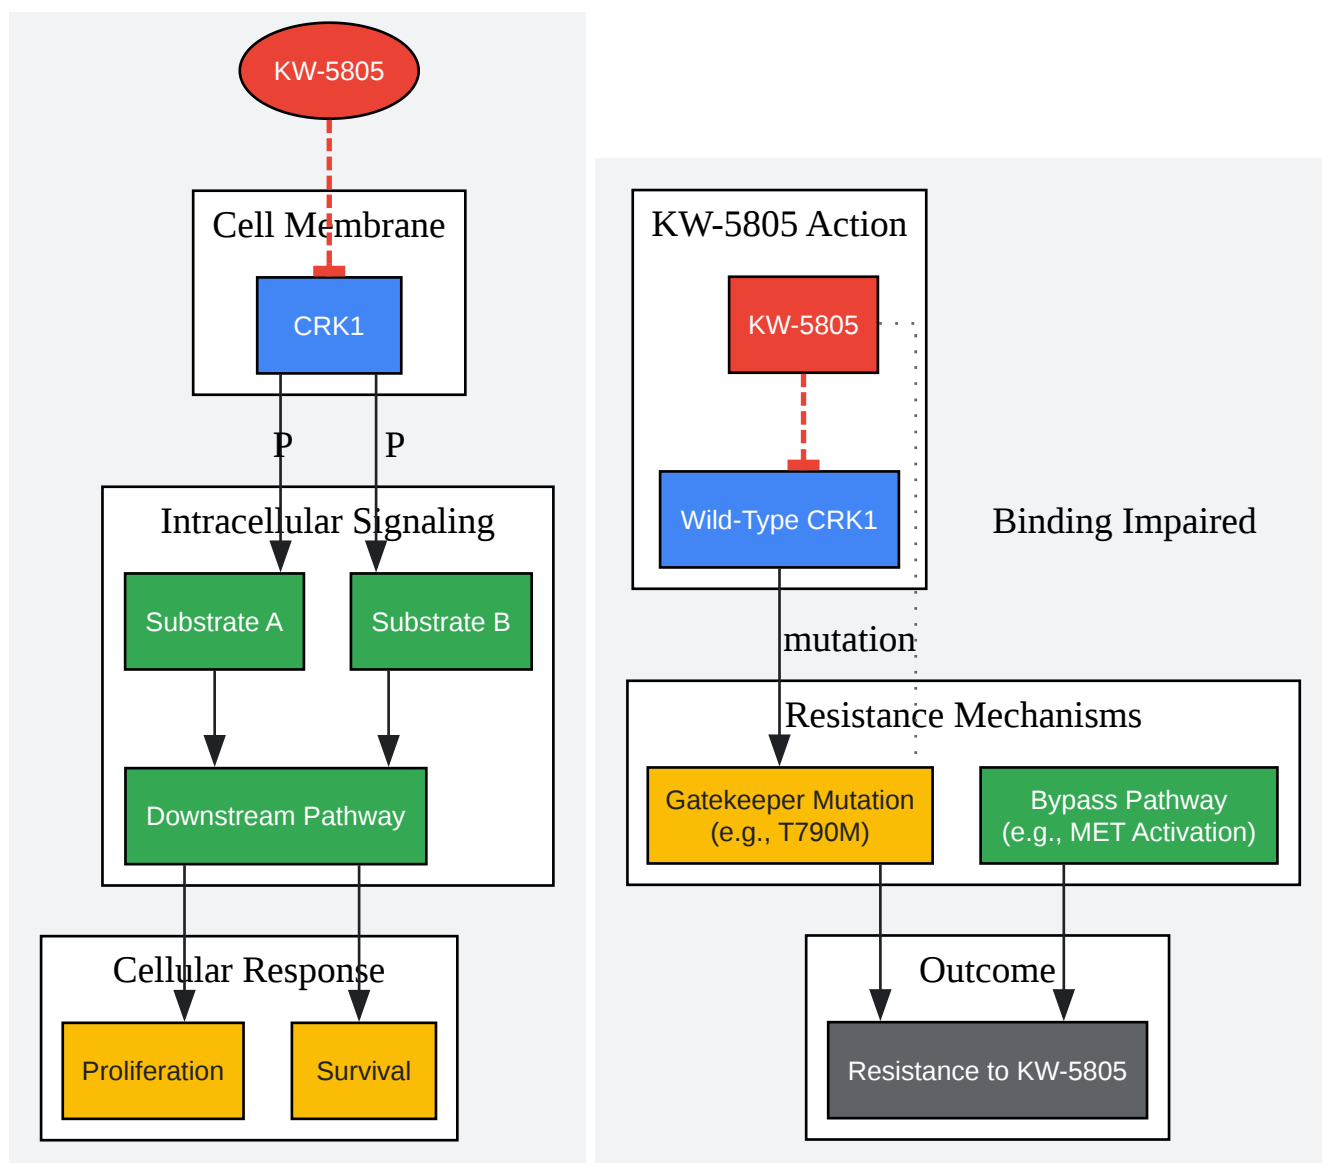 KW-5805
Cell Membrane
CRK1
P
P
Intracellular Signaling
Substrate A
Substrate B
Downstream Pathway
Cellular Response
Proliferation
Survival
KW-5805 Action
KW-5805
Wild-Type CRK1
Binding Impaired
mutation
Resistance Mechanisms
Gatekeeper Mutation
(e.g., T790M)
Bypass Pathway
(e.g., MET Activation)
Outcome
Resistance to KW-5805